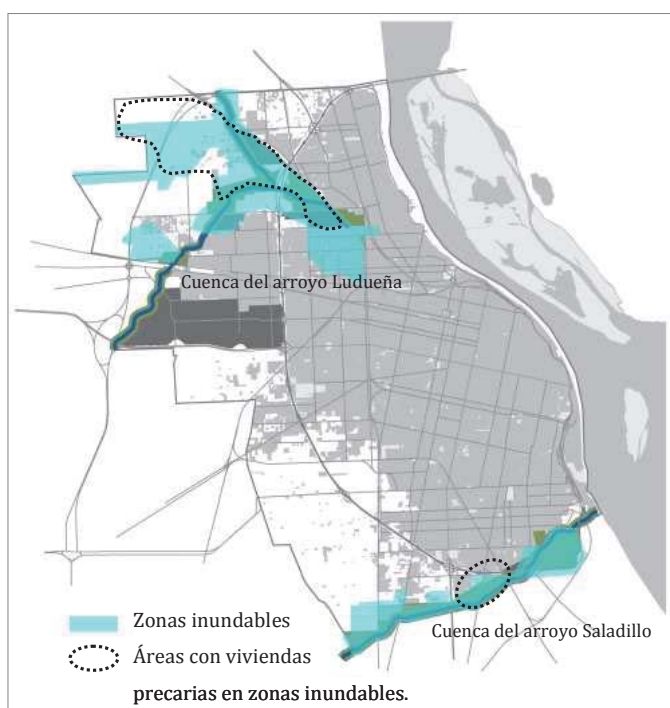 Cuenca del arroyo Ludueña
Zonas inundables
Cuenca del arroyo Saladillo
Áreas con viviendas
precarias en zonas inundables.